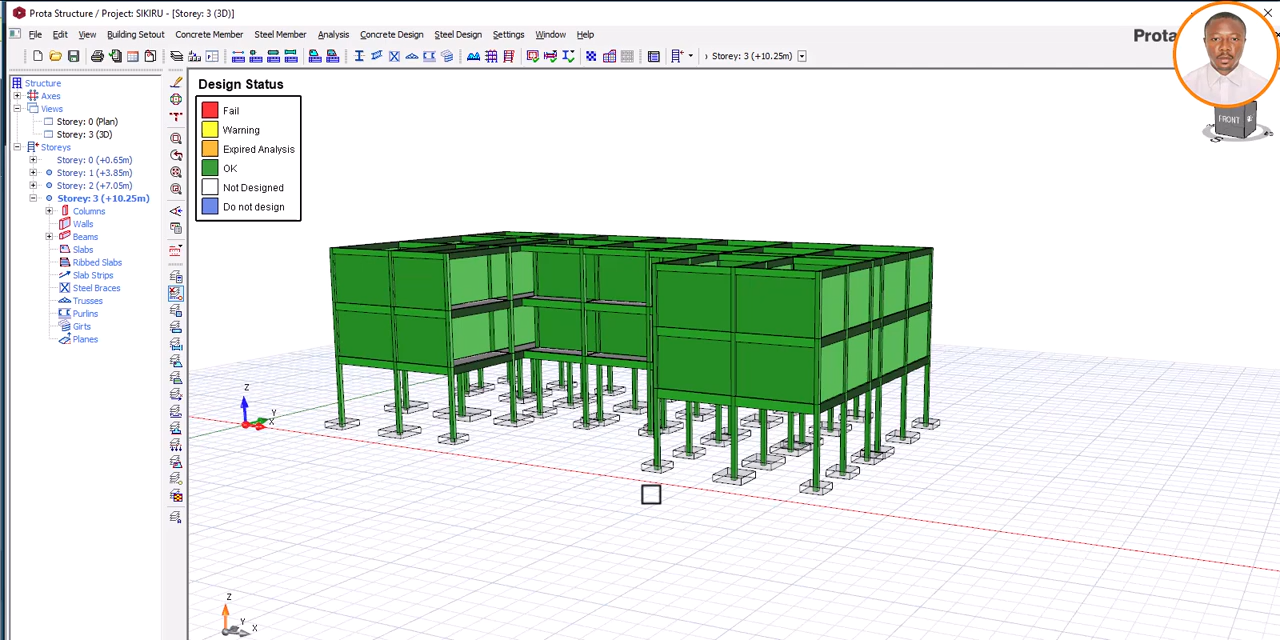 Prota Structure / Project: SIKIRU - [Storey: 3 (3D)]
File Edit View Building Setout Concrete Member Steel Member Analysis Concrete Design Steel Design Settings Window Help
Prota
Storey: 3 (+10.25m)
Structure
Axes
Views
Storey: 0 (Plan)
Storey: 3 (3D)
Storeys
Storey: 0 (+0.65m)
Storey: 1 (+3.85m)
Storey: 2 (+7.05m)
Storey: 3 (+10.25m)
Columns
Walls
Beams
Slabs
Ribbed Slabs
Slab Strips
Steel Braces
Trusses
Purlins
Girts
Planes
Design Status
Fail
Warning
Expired Analysis
OK
Not Designed
Do not design
FRONT
S
Z
Y
X
Z
Y
X